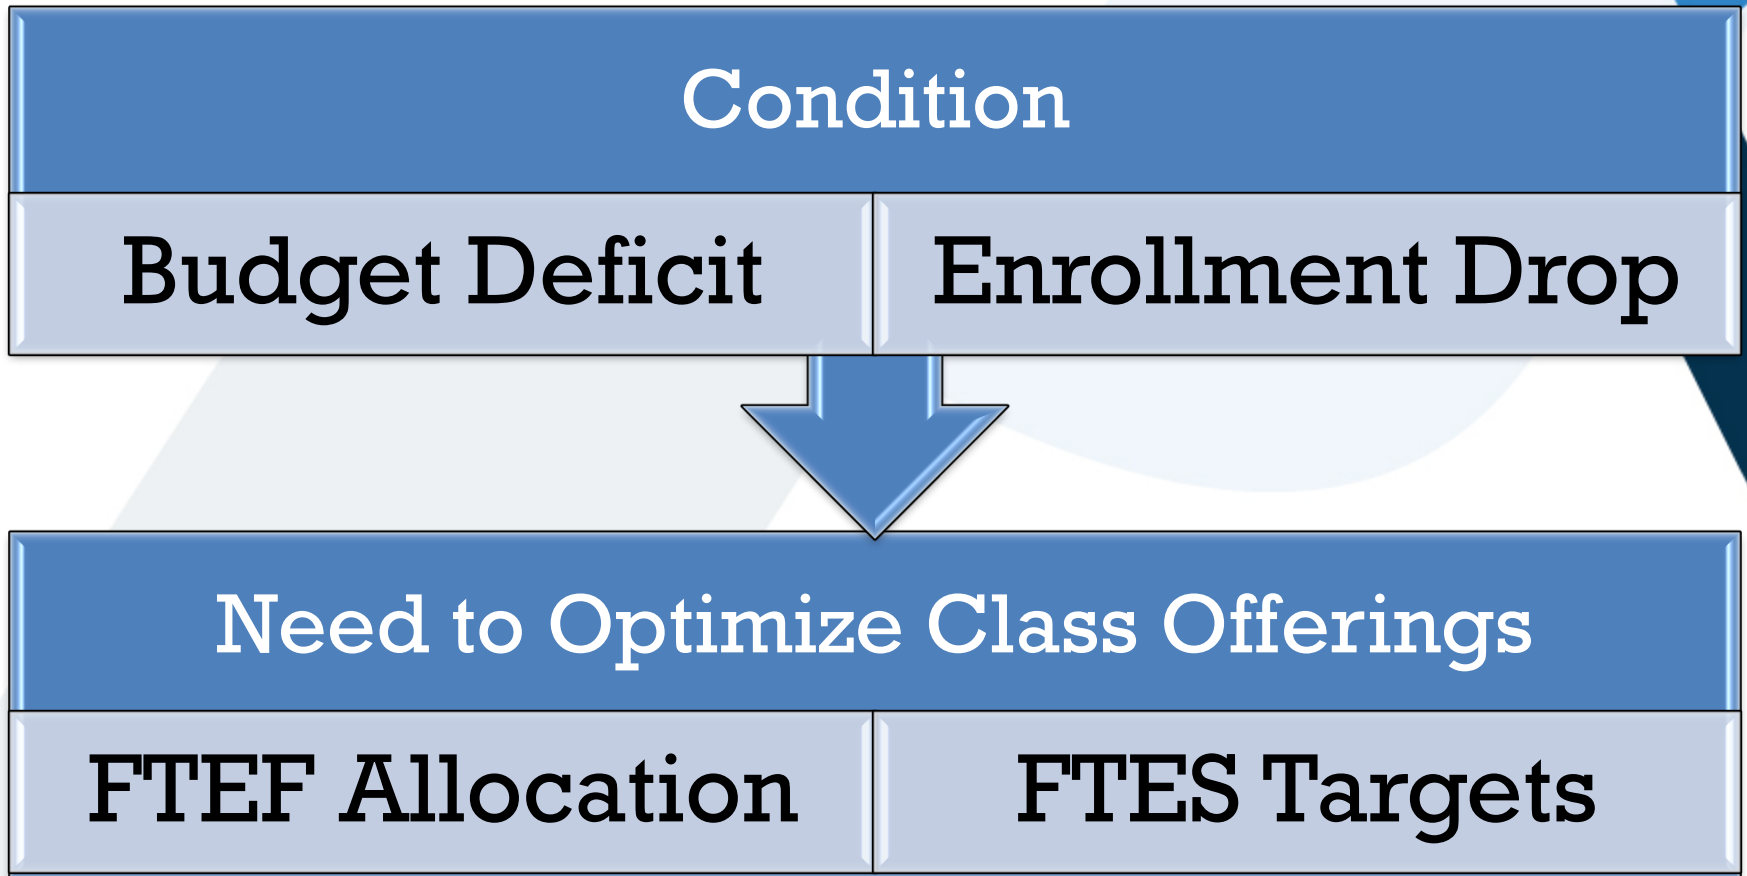 Condition
Budget Deficit
Enrollment Drop
Need to Optimize Class Offerings
FTEF Allocation
FTES Targets